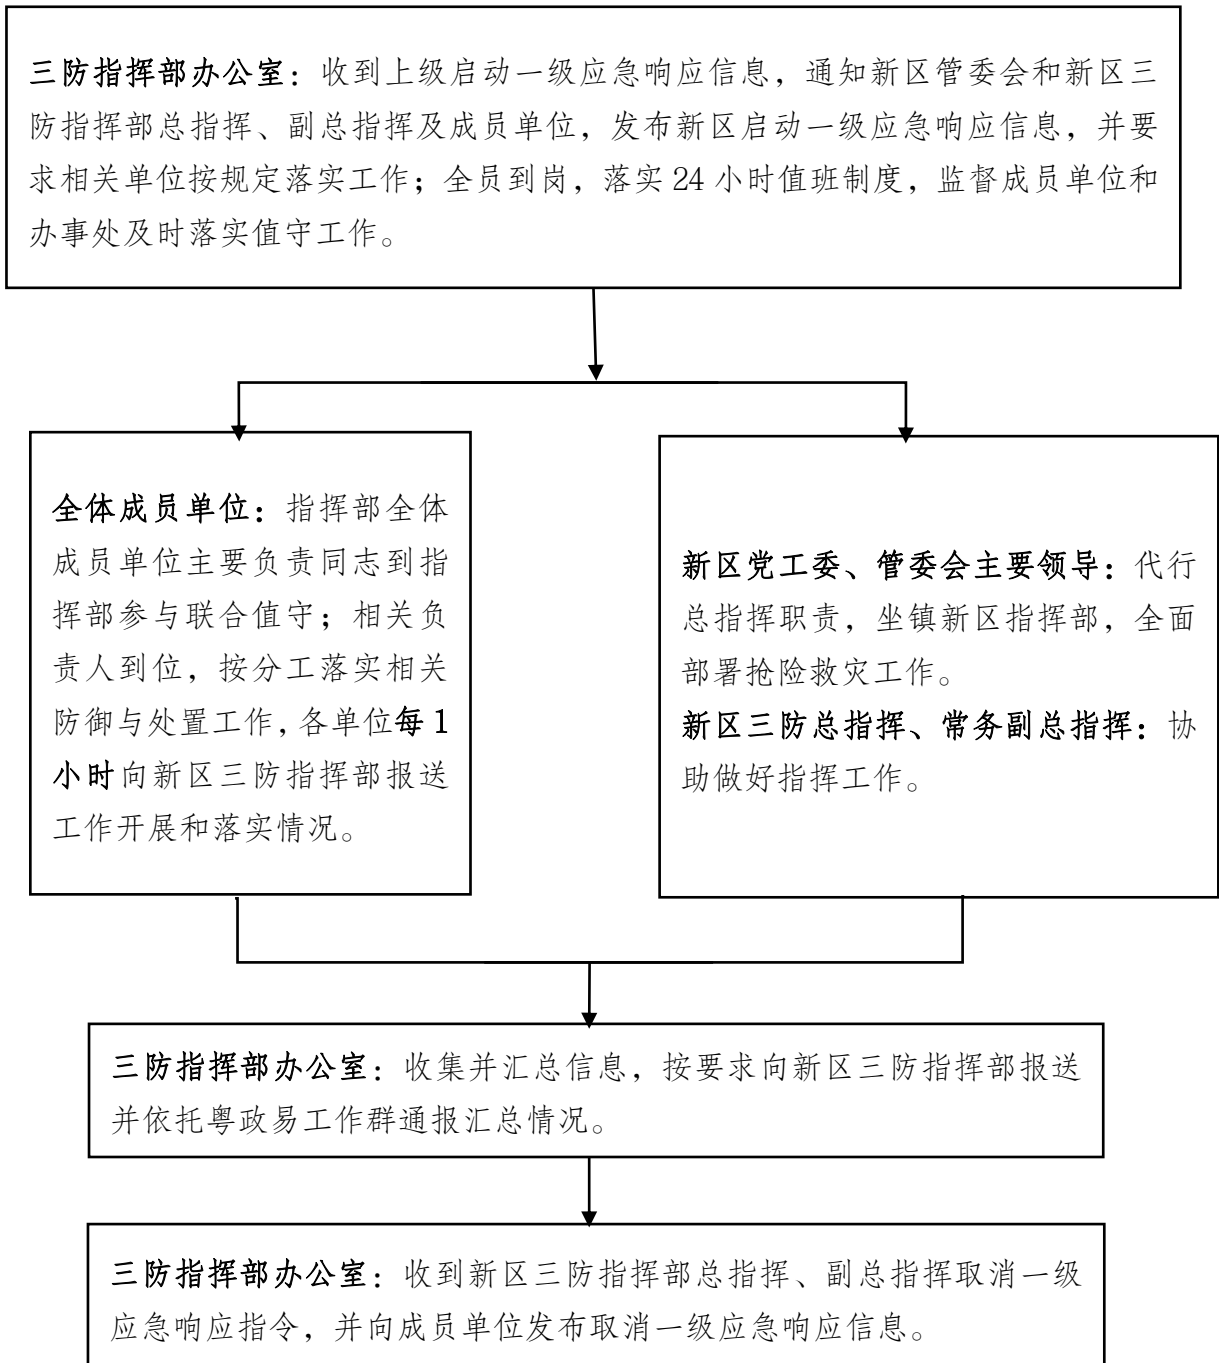 三防指挥部办公室：收到上级启动一级应急响应信息，通知新区管委会和新区三
防指挥部总指挥、副总指挥及成员单位，发布新区启动一级应急响应信息，并要
求相关单位按规定落实工作；全员到岗，落实 24 小时值班制度，监督成员单位和
办事处及时落实值守工作。
全体成员单位：指挥部全体
成员单位主要负责同志到指
挥部参与联合值守；相关负
责人到位，按分工落实相关
防御与处置工作，各单位每 1
小时向新区三防指挥部报送
工作开展和落实情况。
新区党工委、管委会主要领导：代行
总指挥职责，坐镇新区指挥部，全面
部署抢险救灾工作。
新区三防总指挥、常务副总指挥：协
助做好指挥工作。
三防指挥部办公室：收集并汇总信息，按要求向新区三防指挥部报送
并依托粤政易工作群通报汇总情况。
三防指挥部办公室：收到新区三防指挥部总指挥、副总指挥取消一级
应急响应指令，并向成员单位发布取消一级应急响应信息。